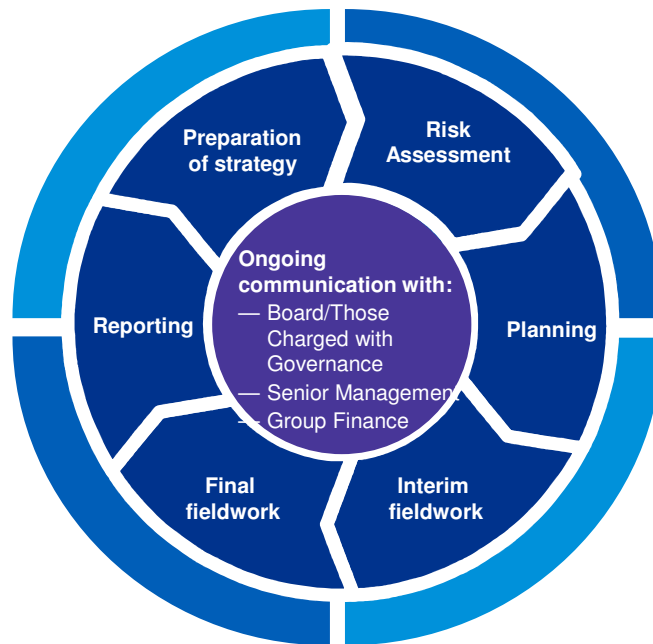 Preparation
of strategy
Risk
Assessment
Planning
Interim
fieldwork
Final
fieldwork
Reporting
Ongoing
communication with:
— Board/Those
Charged with
Governance
— Senior Management
— Group Finance